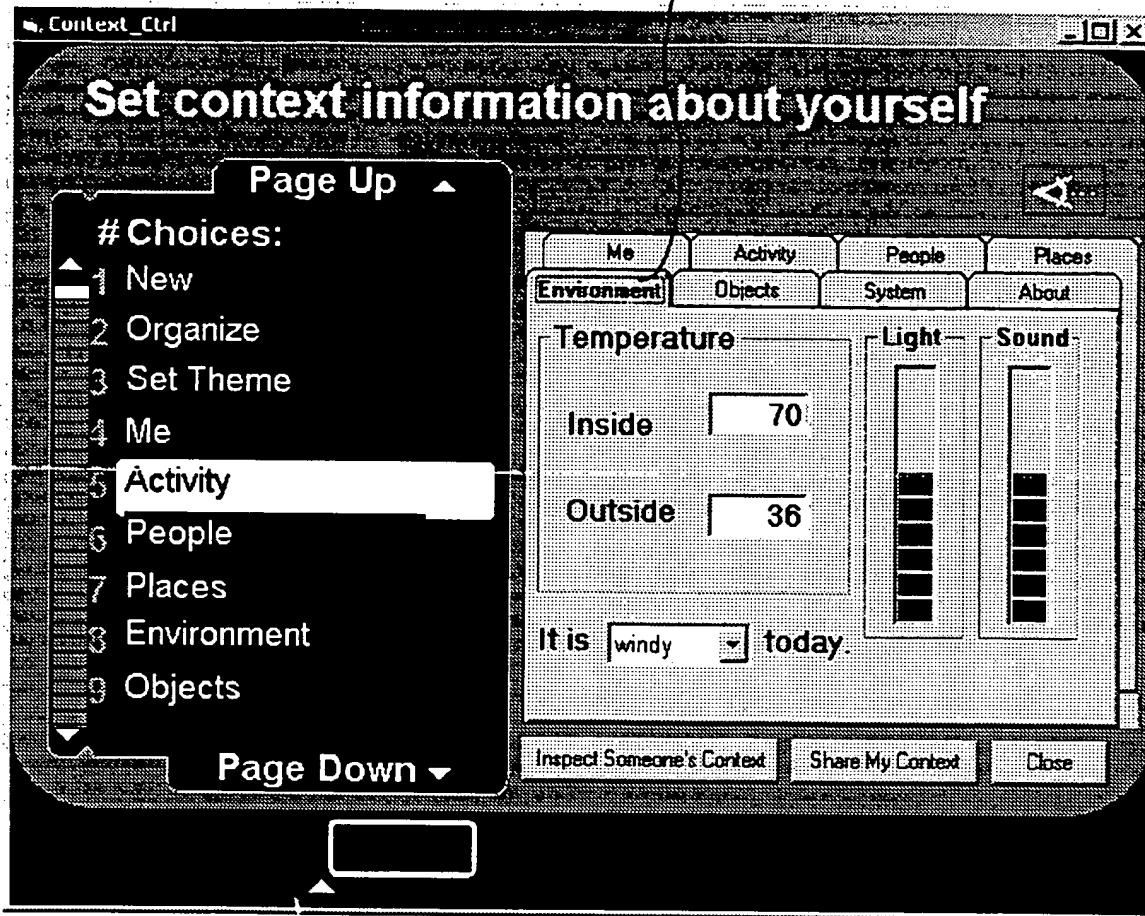 Context_Ctrl
Set context information about yourself
Page Up
# Choices:
1 New
2 Organize
3 Set Theme
4 Me
5 Activity
6 People
7 Places
8 Environment
9 Objects
Page Down
Me Activity People Places
Environment Objects System About
Temperature
Inside 70
Outside 36
Light
Sound
It is windy today.
Inspect Someone's Context Share My Context Close